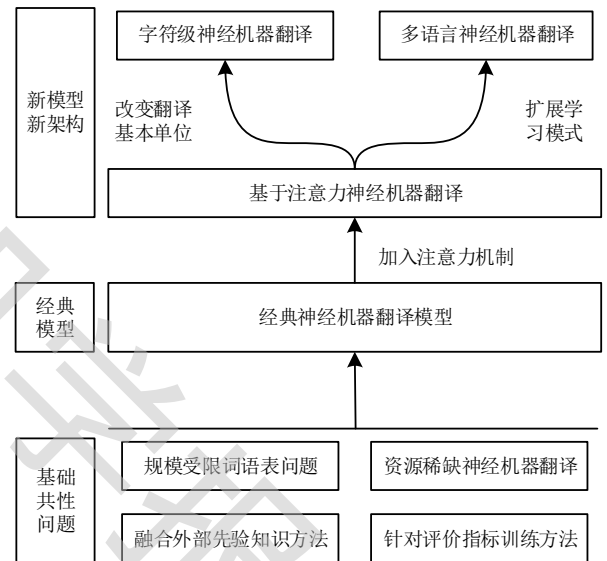 字符级神经机器翻译
多语言神经机器翻译
新模型
新架构
改变翻译
基本单位
扩展学
习模式
基于注意力神经机器翻译
加入注意力机制
经典
模型
经典神经机器翻译模型
基础
共性
问题
规模受限词语表问题
资源稀缺神经机器翻译
融合外部先验知识方法
针对评价指标训练方法